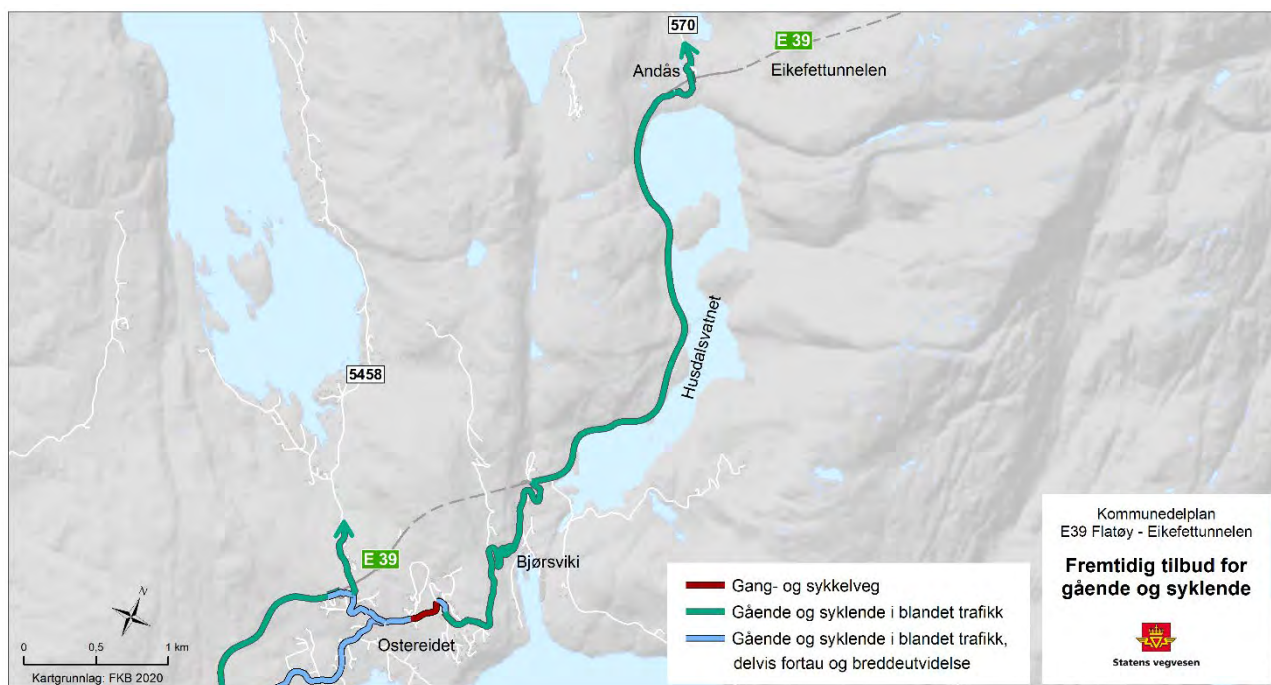 570
E 39
Andås
Eikefettunnelen
Husdalsvatnet
5458
E 39
Bjørsviki
Ostereidet
N
0 0,5 1 km
Kartgrunnlag: FKB 2020
Gang- og sykkelveg
Gående og syklende i blandet trafikk
Gående og syklende i blandet trafikk,
delvis fortau og breddeutvidelse
Kommunedelplan
E39 Flatøy - Eikefettunnelen
Fremtidig tilbud for
gående og syklende
Statens vegvesen